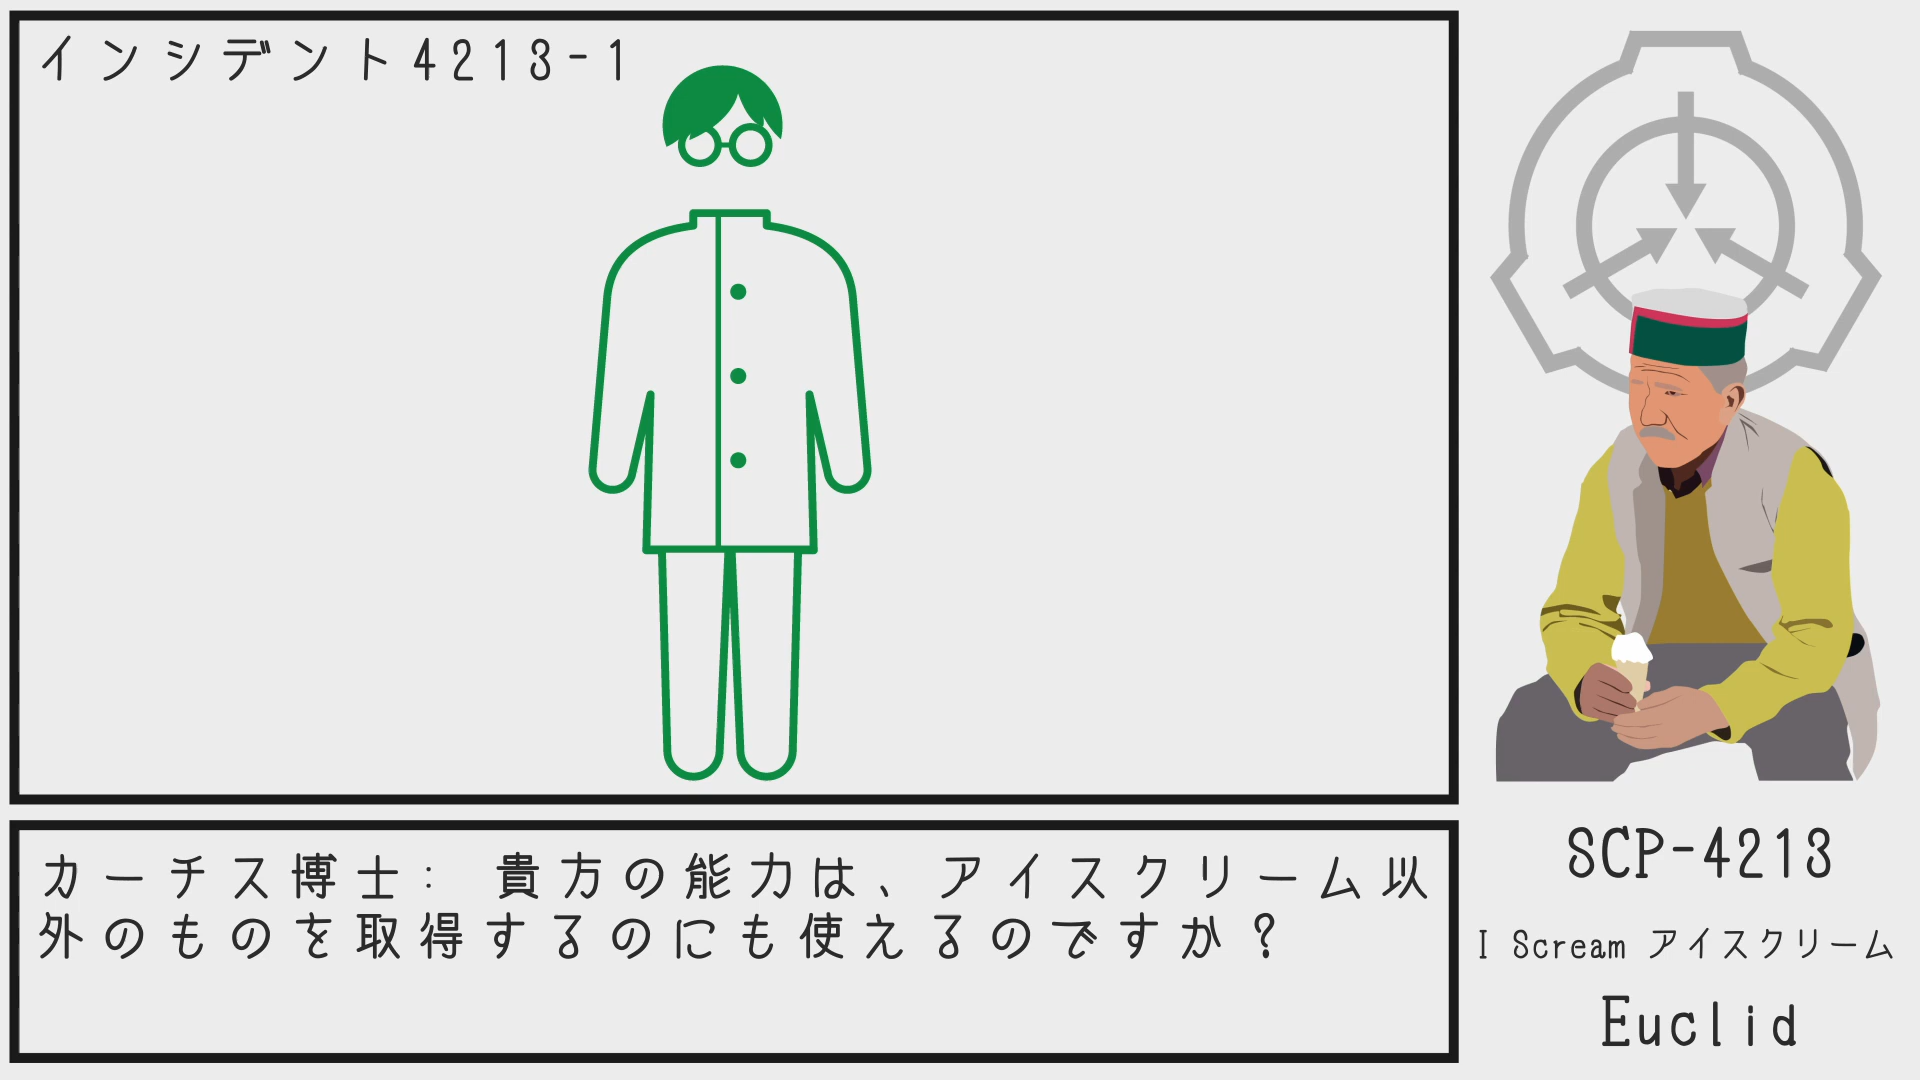 インシデント4213-1
カーチス博士： 貴方の能力は、アイスクリーム以
外のものを取得するのにも使えるのですか？
SCP-4213
I Scream アイスクリーム
Euclid